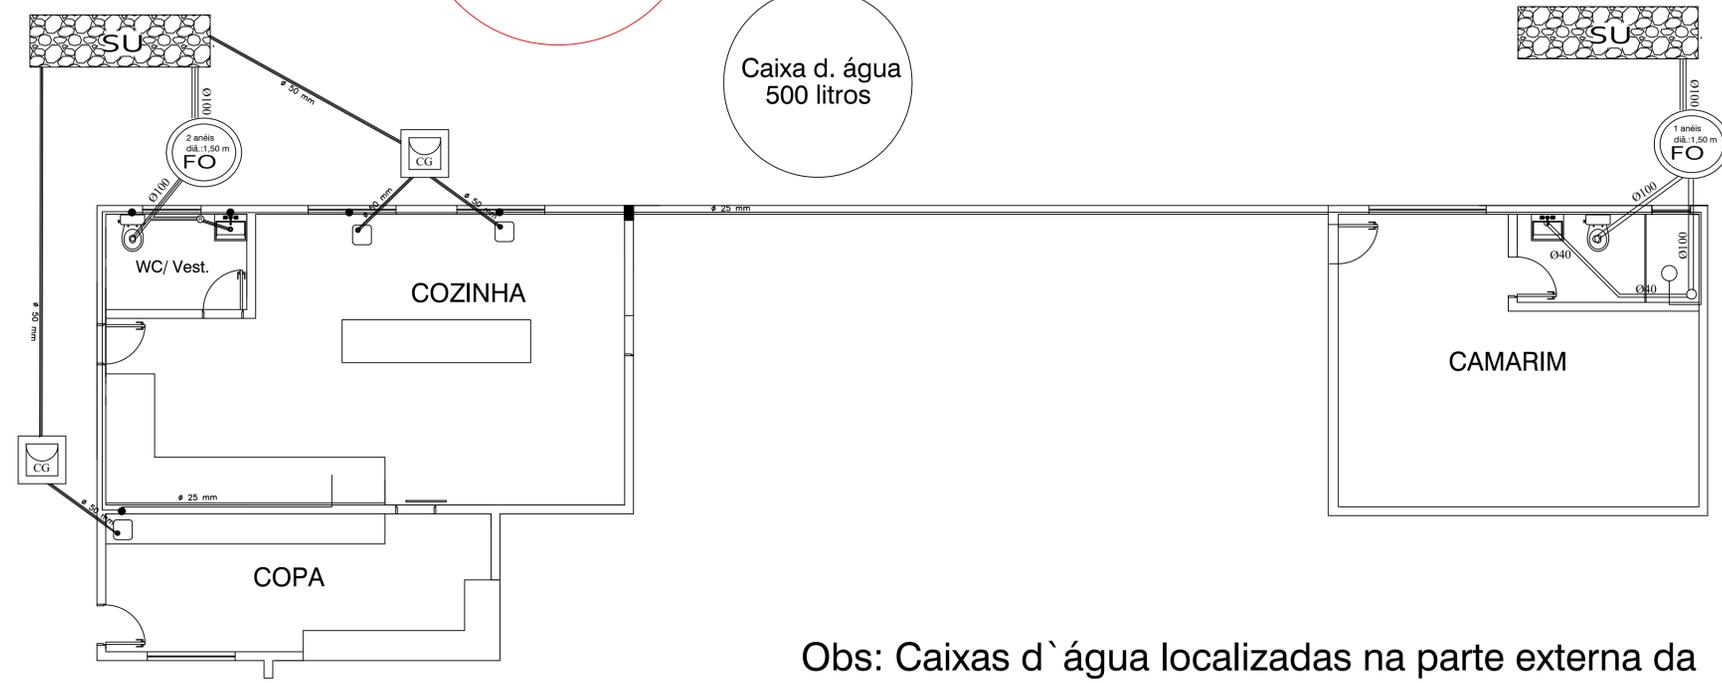 SU
SU
Caixa d. água
500 litros
ø 50 mm
Ø100
Ø100
2 anéis
diâ.:1,50 m
FO
1 anéis
diâ.:1,50 m
FO
CG
Ø100
ø 50 mm
ø 50 mm
ø 25 mm
Ø100
WC/ Vest.
Ø40
Ø100
COZINHA
Ø40
ø 50 mm
CAMARIM
CG
ø 25 mm
ø 50 mm
COPA
Obs: Caixas d`água localizadas na parte externa da